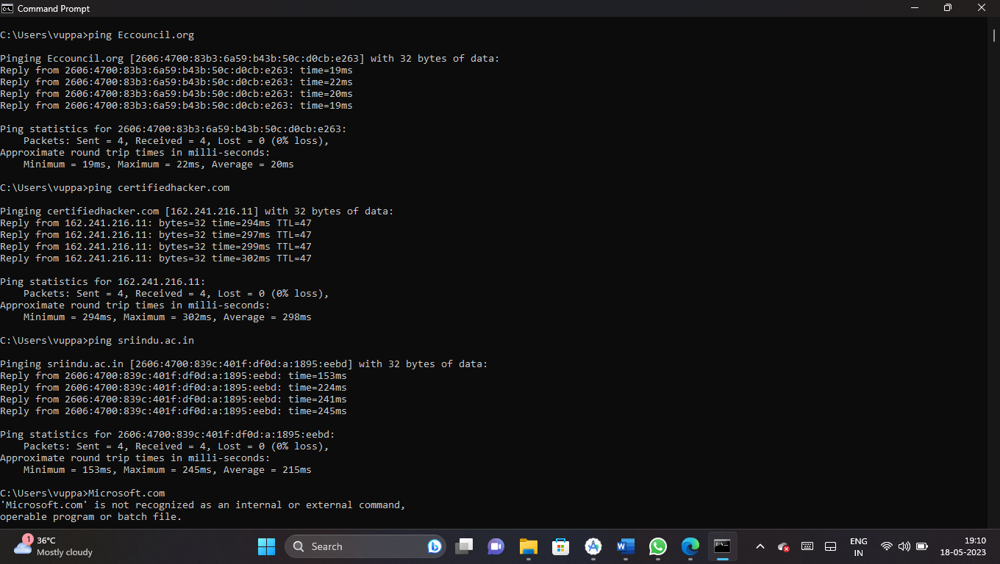 Command Prompt
C:\Users\vuppa>ping Eccouncil.org
Pinging Eccouncil.org [2606:4700:83b3:6a59:b43b:50c:d0cb:e263] with 32 bytes of data:
Reply from 2606:4700:83b3:6a59:b43b:50c:d0cb:e263: time=19ms
Reply from 2606:4700:83b3:6a59:b43b:50c:d0cb:e263: time=22ms
Reply from 2606:4700:83b3:6a59:b43b:50c:d0cb:e263: time=20ms
Reply from 2606:4700:83b3:6a59:b43b:50c:d0cb:e263: time=19ms
Ping statistics for 2606:4700:83b3:6a59:b43b:50c:d0cb:e263:
    Packets: Sent = 4, Received = 4, Lost = 0 (0% loss),
Approximate round trip times in milli-seconds:
    Minimum = 19ms, Maximum = 22ms, Average = 20ms
C:\Users\vuppa>ping certifiedhacker.com
Pinging certifiedhacker.com [162.241.216.11] with 32 bytes of data:
Reply from 162.241.216.11: bytes=32 time=294ms TTL=47
Reply from 162.241.216.11: bytes=32 time=297ms TTL=47
Reply from 162.241.216.11: bytes=32 time=299ms TTL=47
Reply from 162.241.216.11: bytes=32 time=302ms TTL=47
Ping statistics for 162.241.216.11:
    Packets: Sent = 4, Received = 4, Lost = 0 (0% loss),
Approximate round trip times in milli-seconds:
    Minimum = 294ms, Maximum = 302ms, Average = 298ms
C:\Users\vuppa>ping sriindu.ac.in
Pinging sriindu.ac.in [2606:4700:839c:401f:df0d:a:1895:eebd] with 32 bytes of data:
Reply from 2606:4700:839c:401f:df0d:a:1895:eebd: time=153ms
Reply from 2606:4700:839c:401f:df0d:a:1895:eebd: time=224ms
Reply from 2606:4700:839c:401f:df0d:a:1895:eebd: time=241ms
Reply from 2606:4700:839c:401f:df0d:a:1895:eebd: time=245ms
Ping statistics for 2606:4700:839c:401f:df0d:a:1895:eebd:
    Packets: Sent = 4, Received = 4, Lost = 0 (0% loss),
Approximate round trip times in milli-seconds:
    Minimum = 153ms, Maximum = 245ms, Average = 215ms
C:\Users\vuppa>Microsoft.com
'Microsoft.com' is not recognized as an internal or external command,
operable program or batch file.
1
36°C
Mostly cloudy
Search
ENG
IN
19:10
18-05-2023